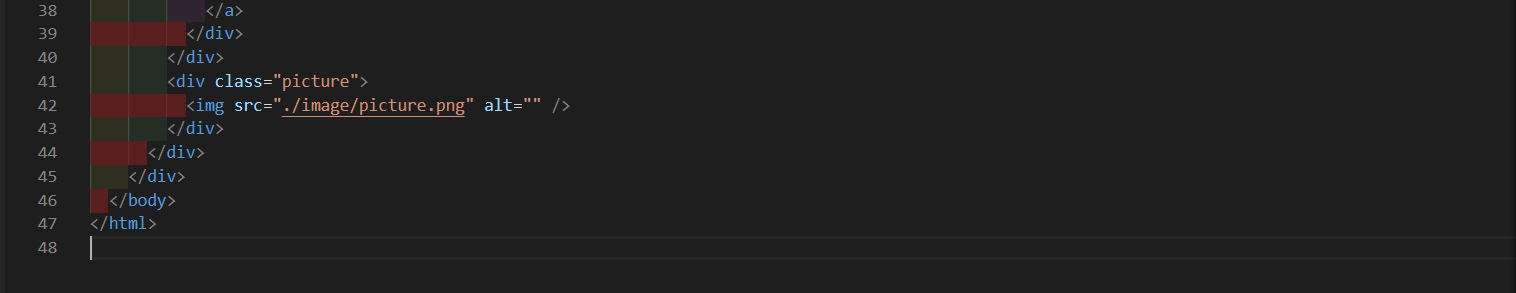 38 </a>
39 </div>
40 </div>
41 <div class="picture">
42 <img src="./image/picture.png" alt="" />
43 </div>
44 </div>
45 </div>
46 </body>
47 </html>
48